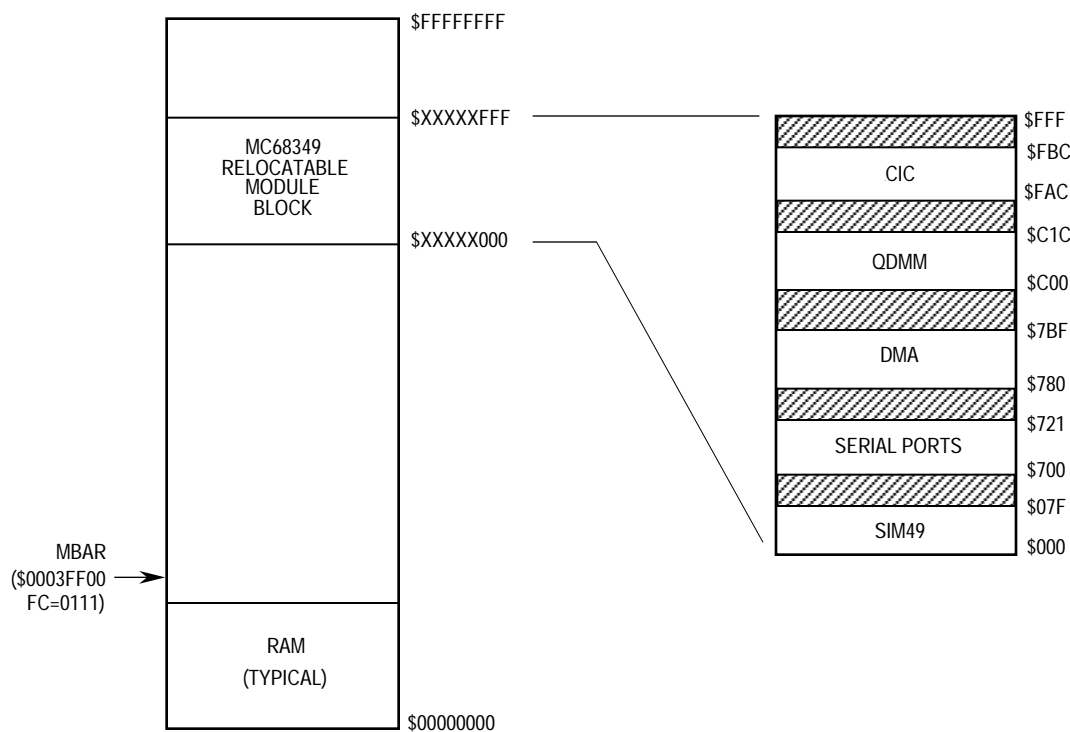 $FFFFFFFF
$XXXXXFFF
MC68349
RELOCATABLE
MODULE
BLOCK
$XXXXX000
MBAR
($0003FF00
FC=0111)
RAM
(TYPICAL)
$00000000
$FFF
$FBC
CIC
$FAC
$C1C
QDMM
$C00
$7BF
DMA
$780
$721
SERIAL PORTS
$700
$07F
SIM49
$000